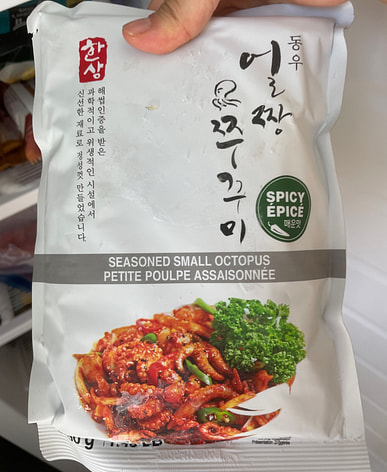 한상
동우
얼짱
쭈꾸미
해썹인증을 받은
과학적이고 위생적인 시설에서
신선한 재료로 정성껏 만들었습니다.
SPICY
ÉPICÉ
매운맛
SEASONED SMALL OCTOPUS
PETITE POULPE ASSAISONNÉE